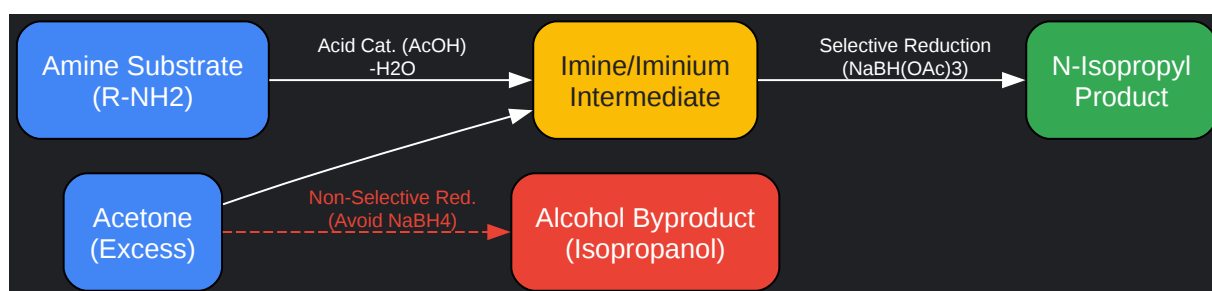 Amine Substrate
(R-NH2)
Acid Cat. (AcOH)
-H2O
Imine/Iminium
Intermediate
Selective Reduction
(NaBH(OAc)3)
N-Isopropyl
Product
Acetone
(Excess)
Non-Selective Red.
(Avoid NaBH4)
Alcohol Byproduct
(Isopropanol)